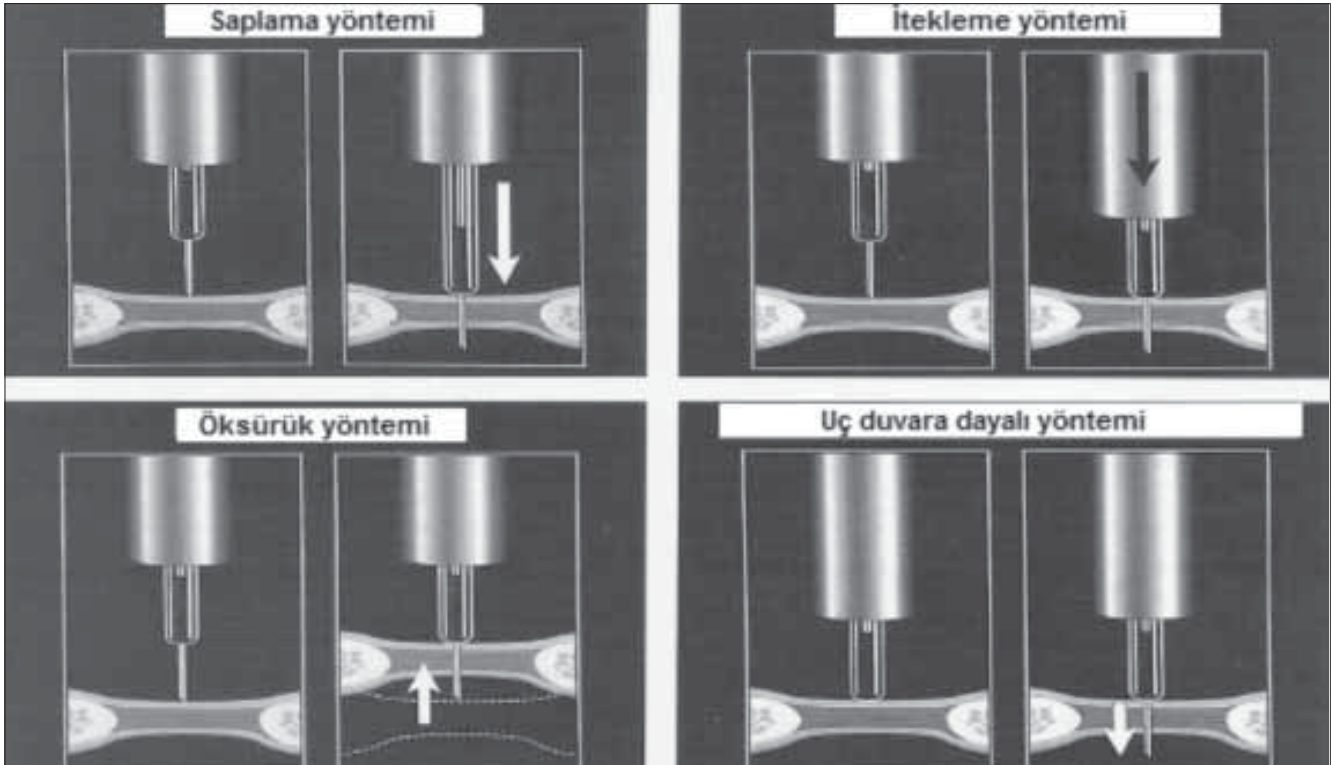 Saplama yöntemi
İtekleme yöntemi
Öksürük yöntemi
Uç duvara dayalı yöntemi